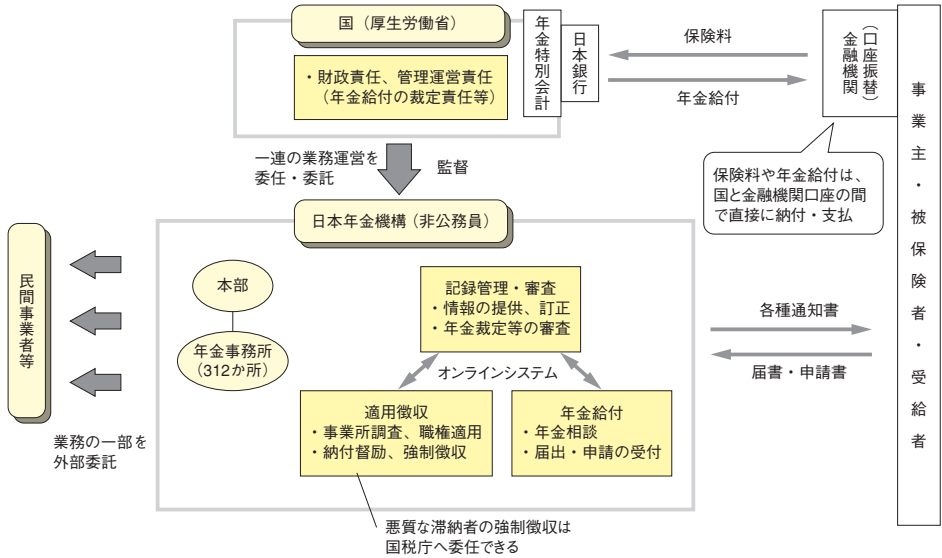 国（厚生労働省）
・財政責任、管理運営責任
（年金給付の裁定責任等）
年金特別会計
日本銀行
保険料
年金給付
金融機関
（口座振替）
事業主・被保険者・受給者
保険料や年金給付は、
国と金融機関口座の間
で直接に納付・支払
一連の業務運営を
委任・委託
監督
日本年金機構（非公務員）
民間事業者等
本部
年金事務所
（312か所）
記録管理・審査
・情報の提供、訂正
・年金裁定等の審査
オンラインシステム
各種通知書
届書・申請書
適用徴収
・事業所調査、職権適用
・納付督励、強制徴収
年金給付
・年金相談
・届出・申請の受付
業務の一部を
外部委託
悪質な滞納者の強制徴収は
国税庁へ委任できる